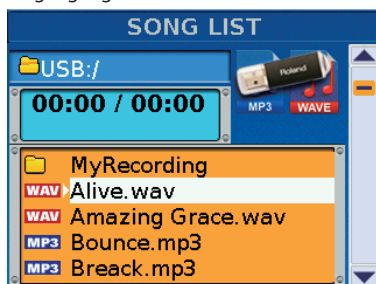 SONG LIST
USB:/
00:00 / 00:00
Roland
MP3 WAVE
MyRecording
WAV Alive.wav
WAV Amazing Grace.wav
MP3 Bounce.mp3
MP3 Breack.mp3